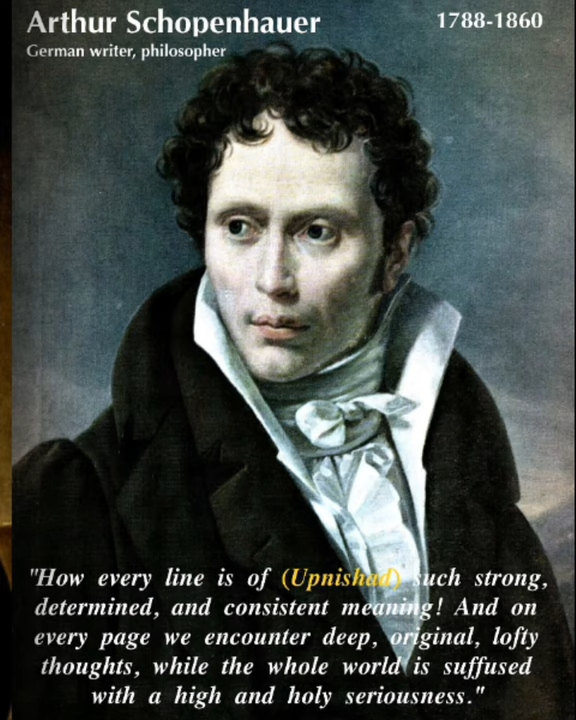 Arthur Schopenhauer
1788-1860
German writer, philosopher
"How every line is of (Upnishad) such strong,
determined, and consistent meaning! And on
every page we encounter deep, original, lofty
thoughts, while the whole world is suffused
with a high and holy seriousness."